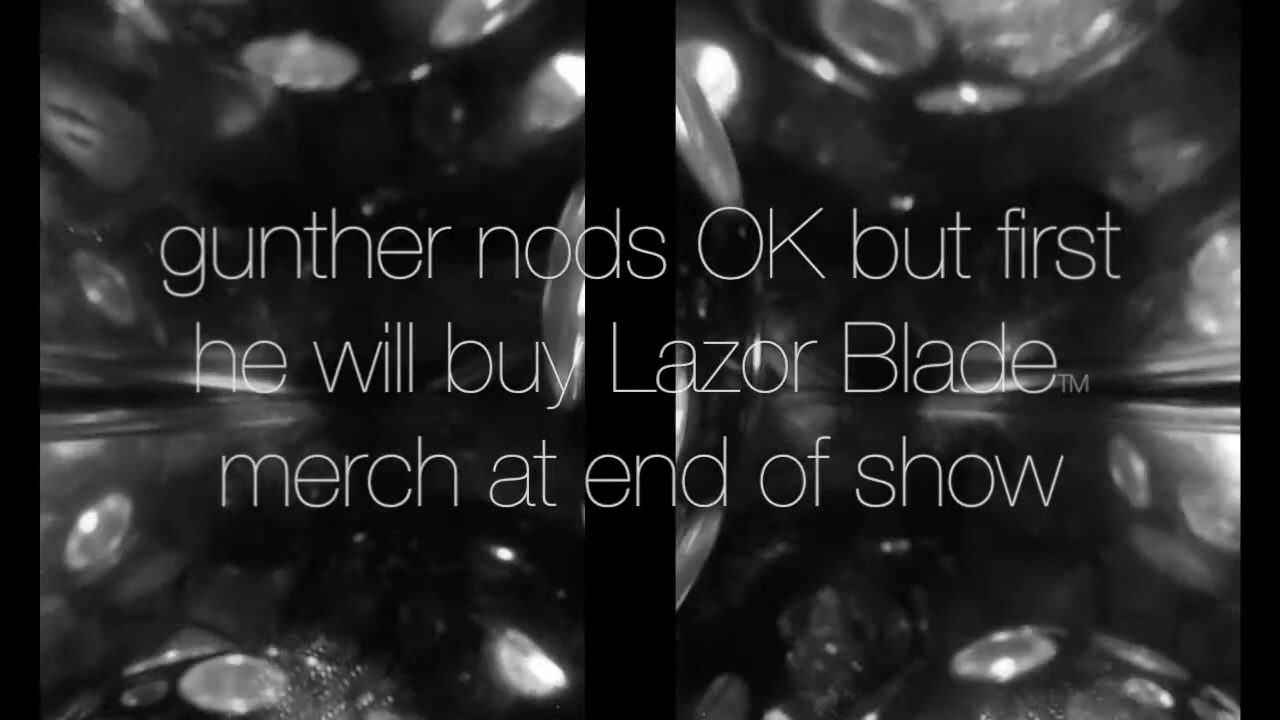 gunther nods OK but first
he will buy Lazor Blade™
merch at end of show